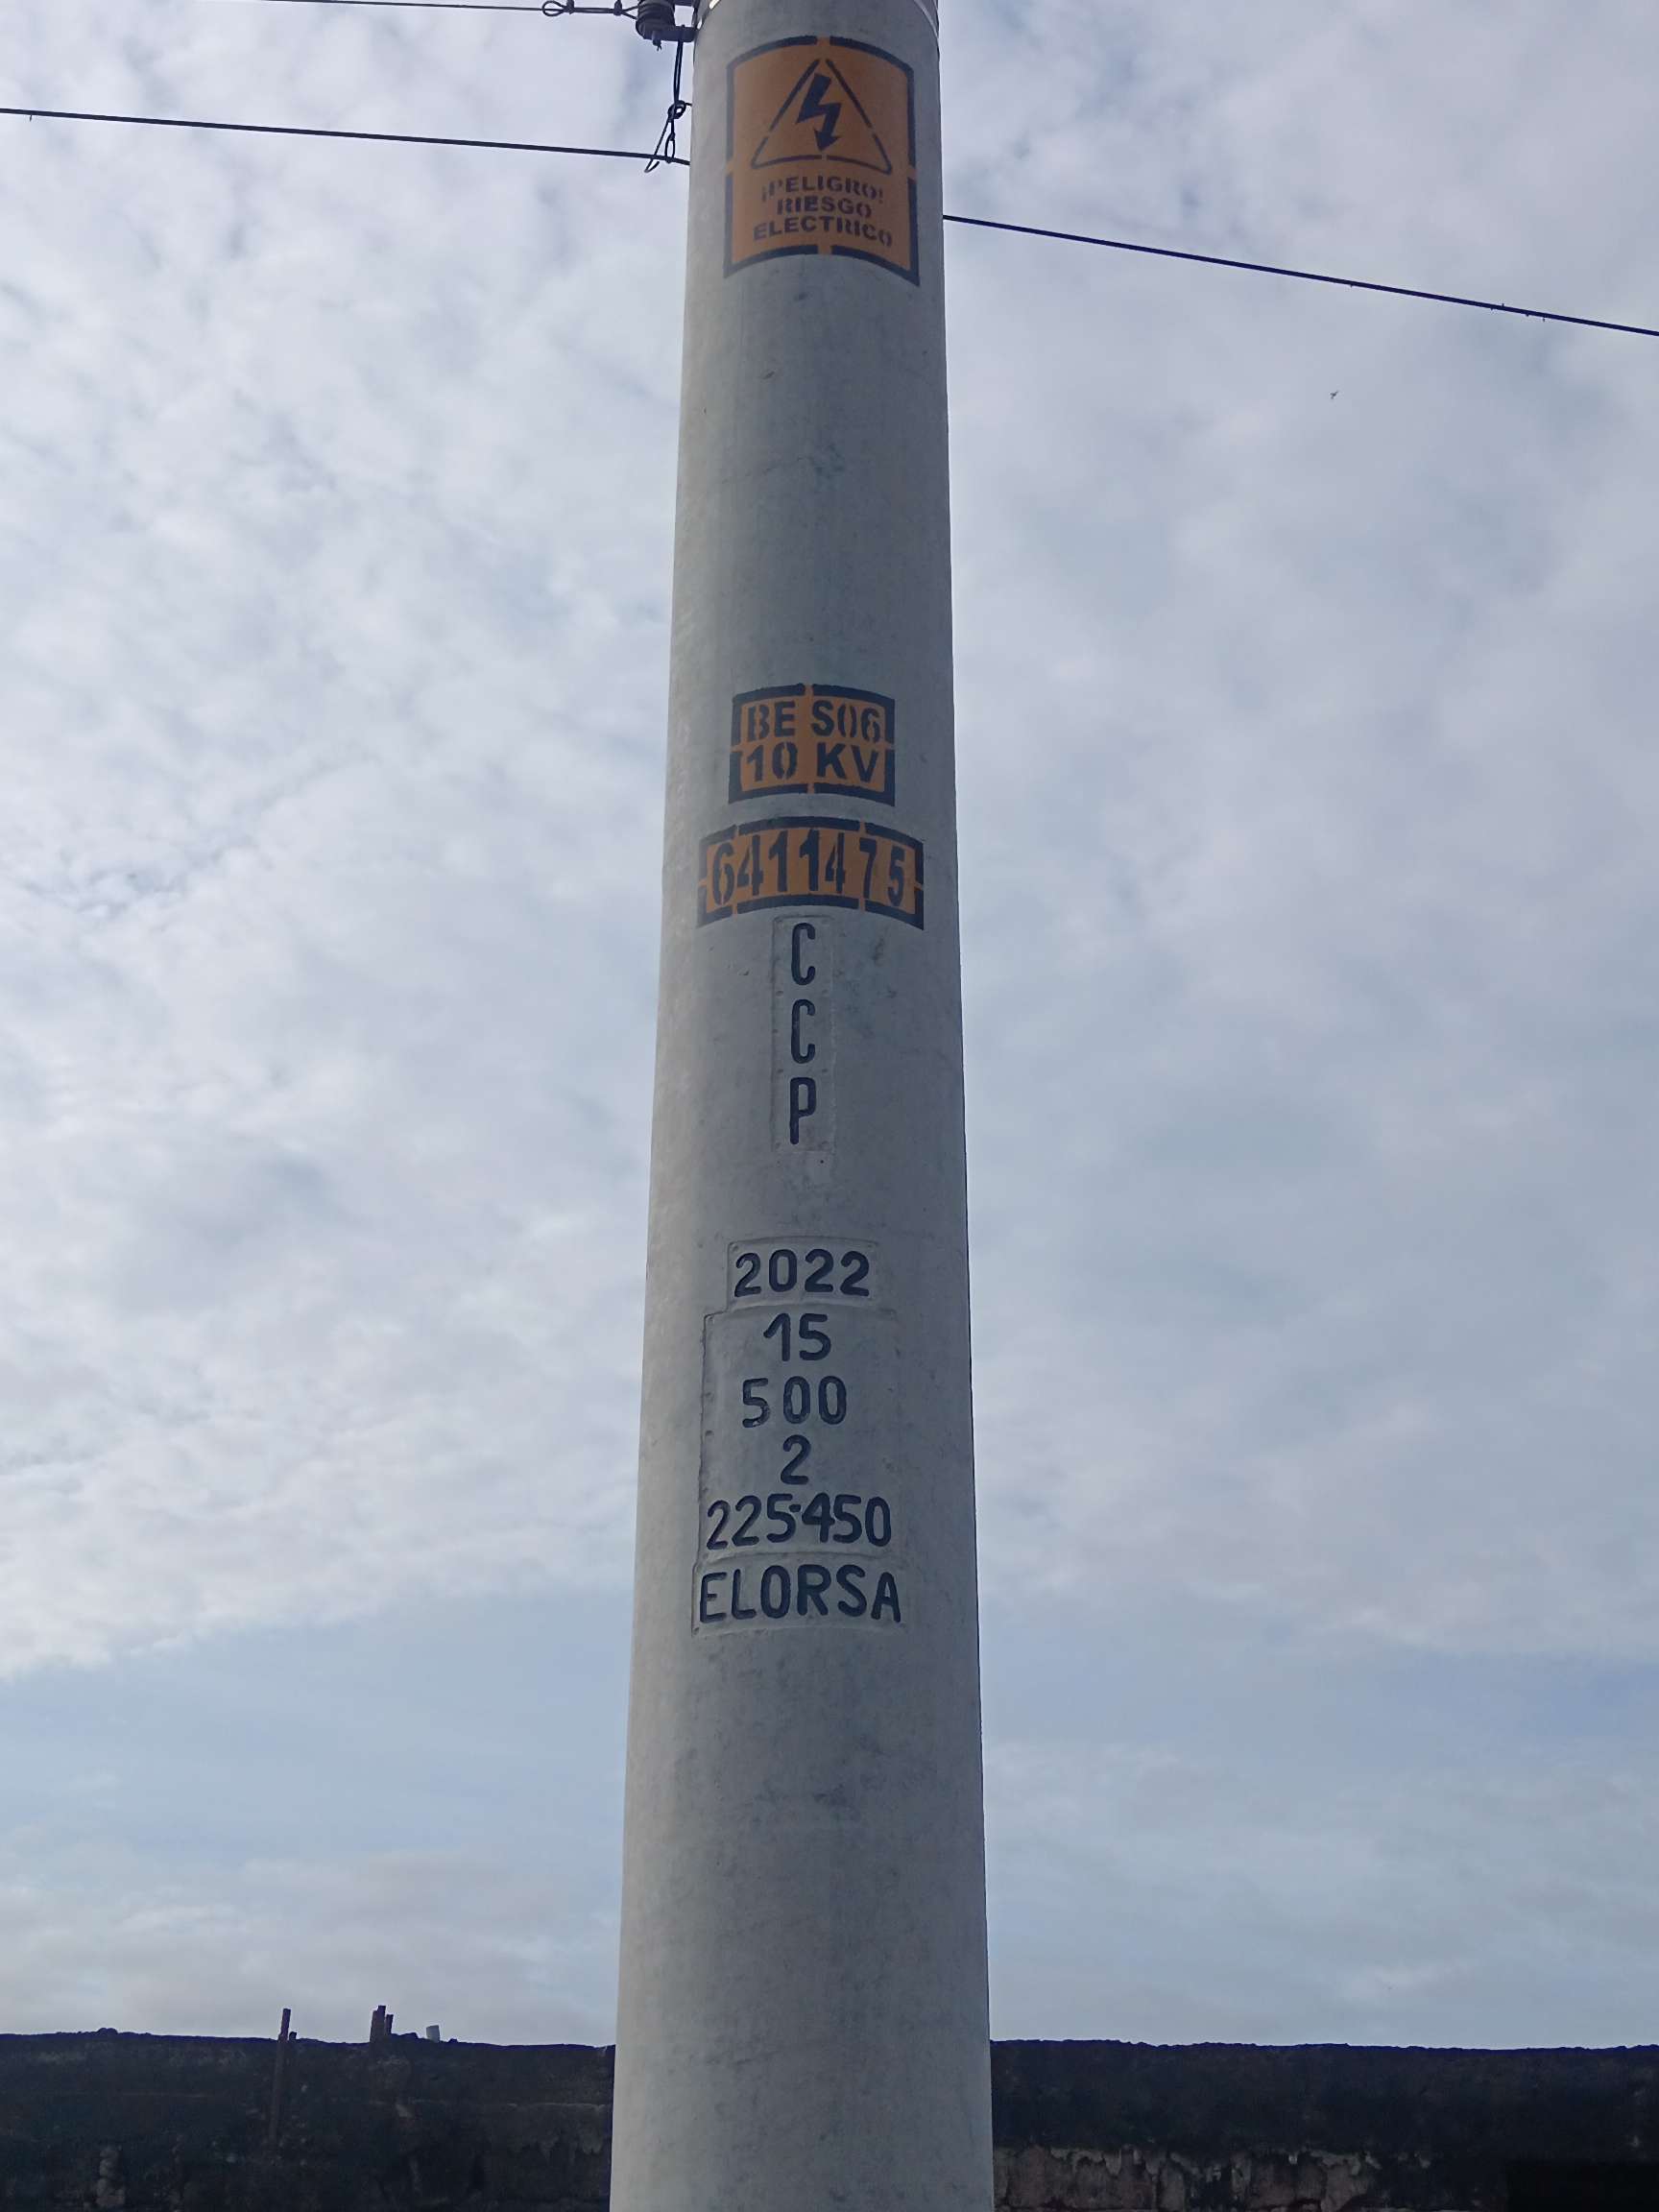 ¡PELIGRO!
RIESGO
ELECTRICO
BE S06
10 KV
6411475
C
C
P
2022
15
500
2
225-450
ELORSA